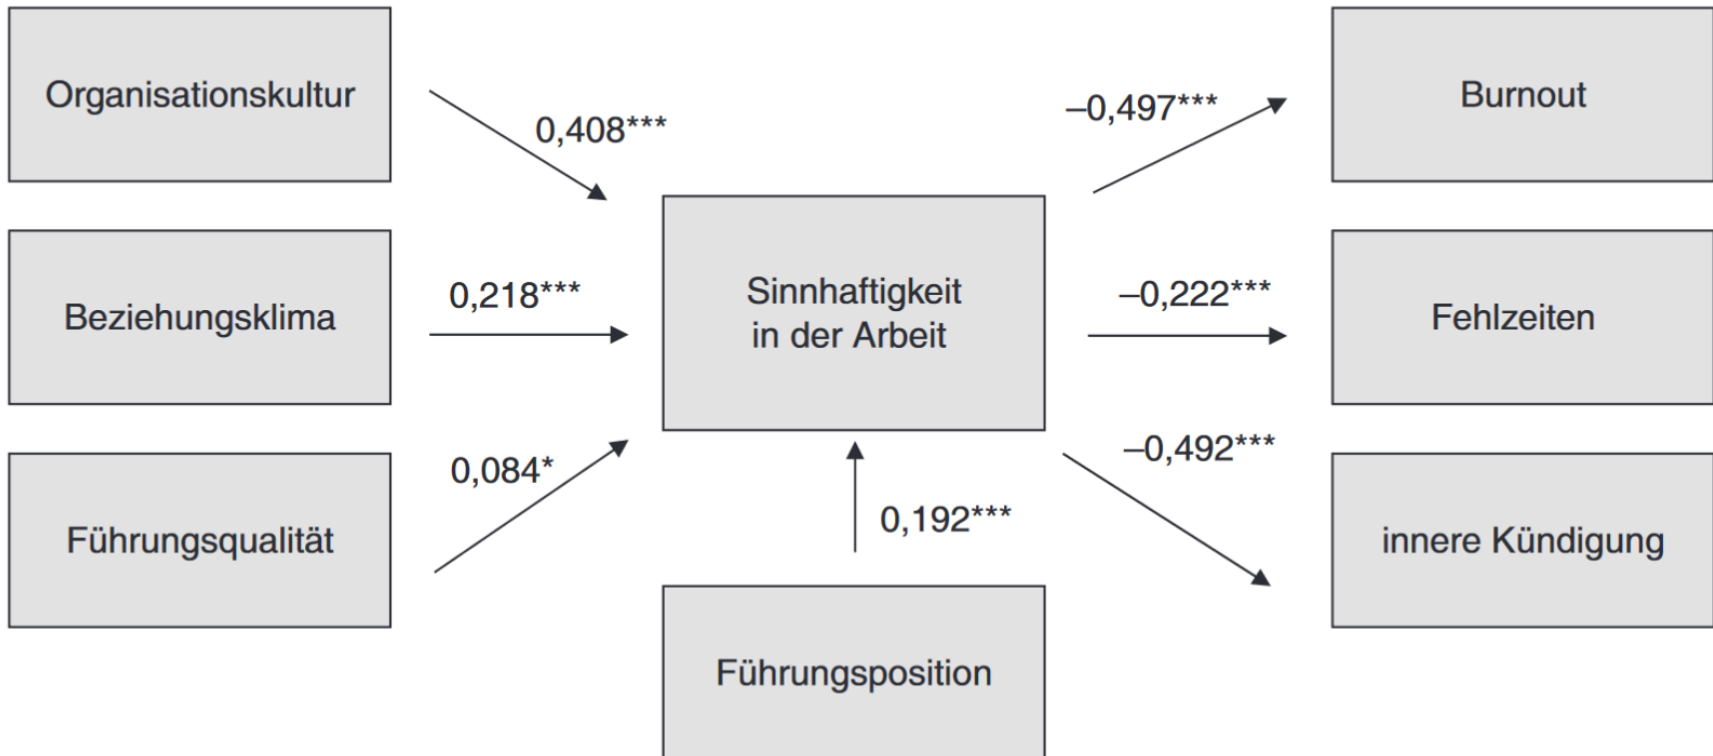 Organisationskultur
0,408***
–0,497***
Burnout
Beziehungsklima
0,218***
Sinnhaftigkeit
in der Arbeit
–0,222***
Fehlzeiten
Führungsqualität
0,084*
0,192***
–0,492***
innere Kündigung
Führungsposition